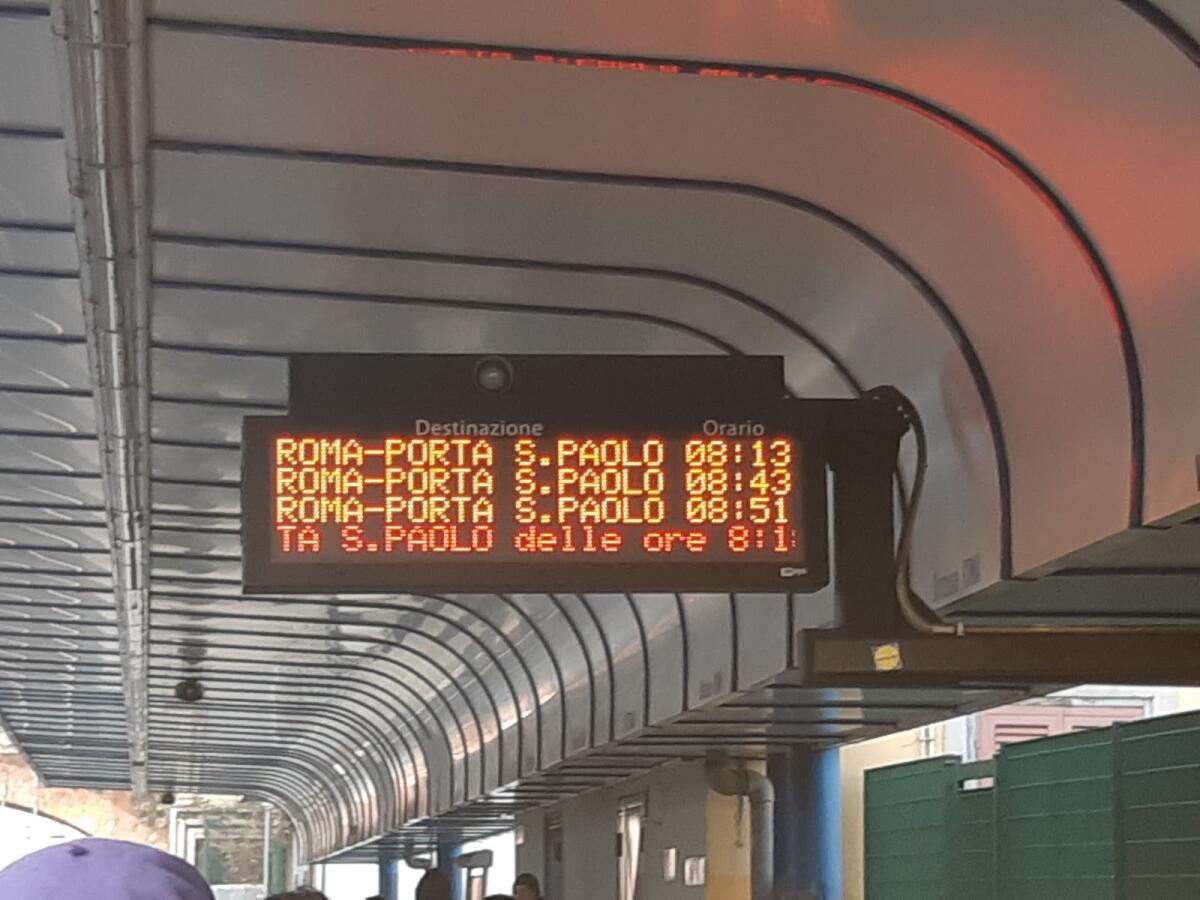 Destinazione Orario
ROMA-PORTA S.PAOLO 08:13
ROMA-PORTA S.PAOLO 08:43
ROMA-PORTA S.PAOLO 08:51
TA S.PAOLO delle ore 8:1